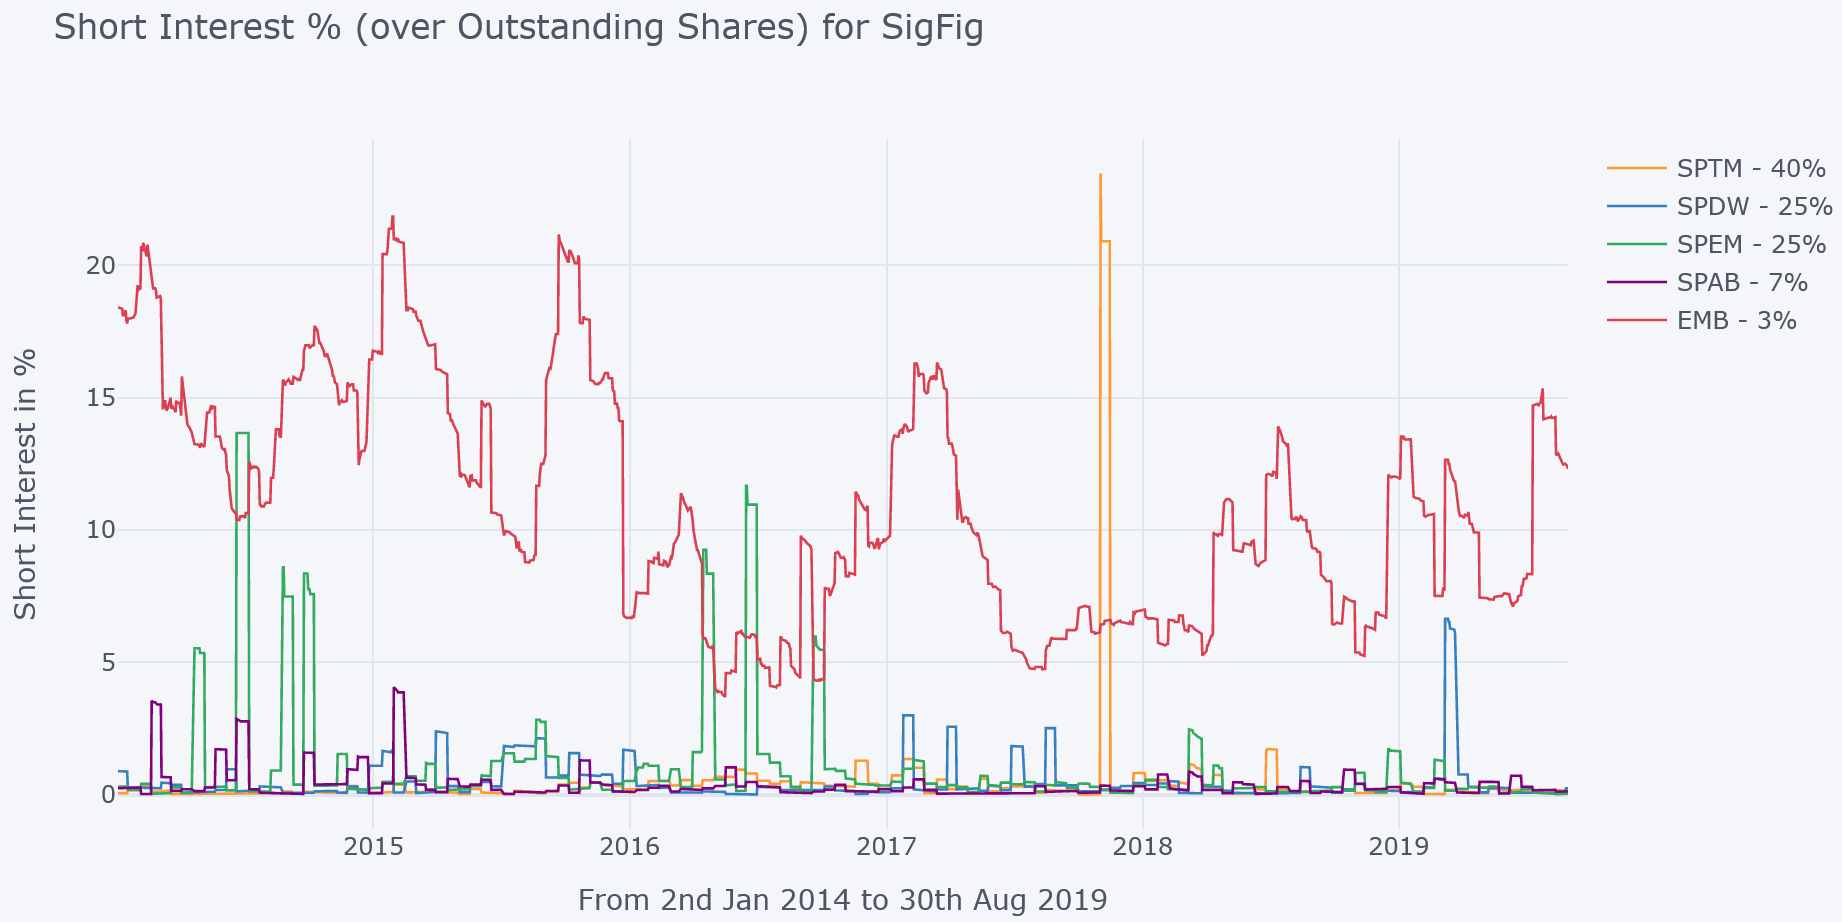 Short Interest % (over Outstanding Shares) for SigFig
SPTM - 40%
SPDW - 25%
SPEM - 25%
SPAB - 7%
EMB - 3%
Short Interest in %
20
15
10
5
0
2015
2016
2017
2018
2019
From 2nd Jan 2014 to 30th Aug 2019